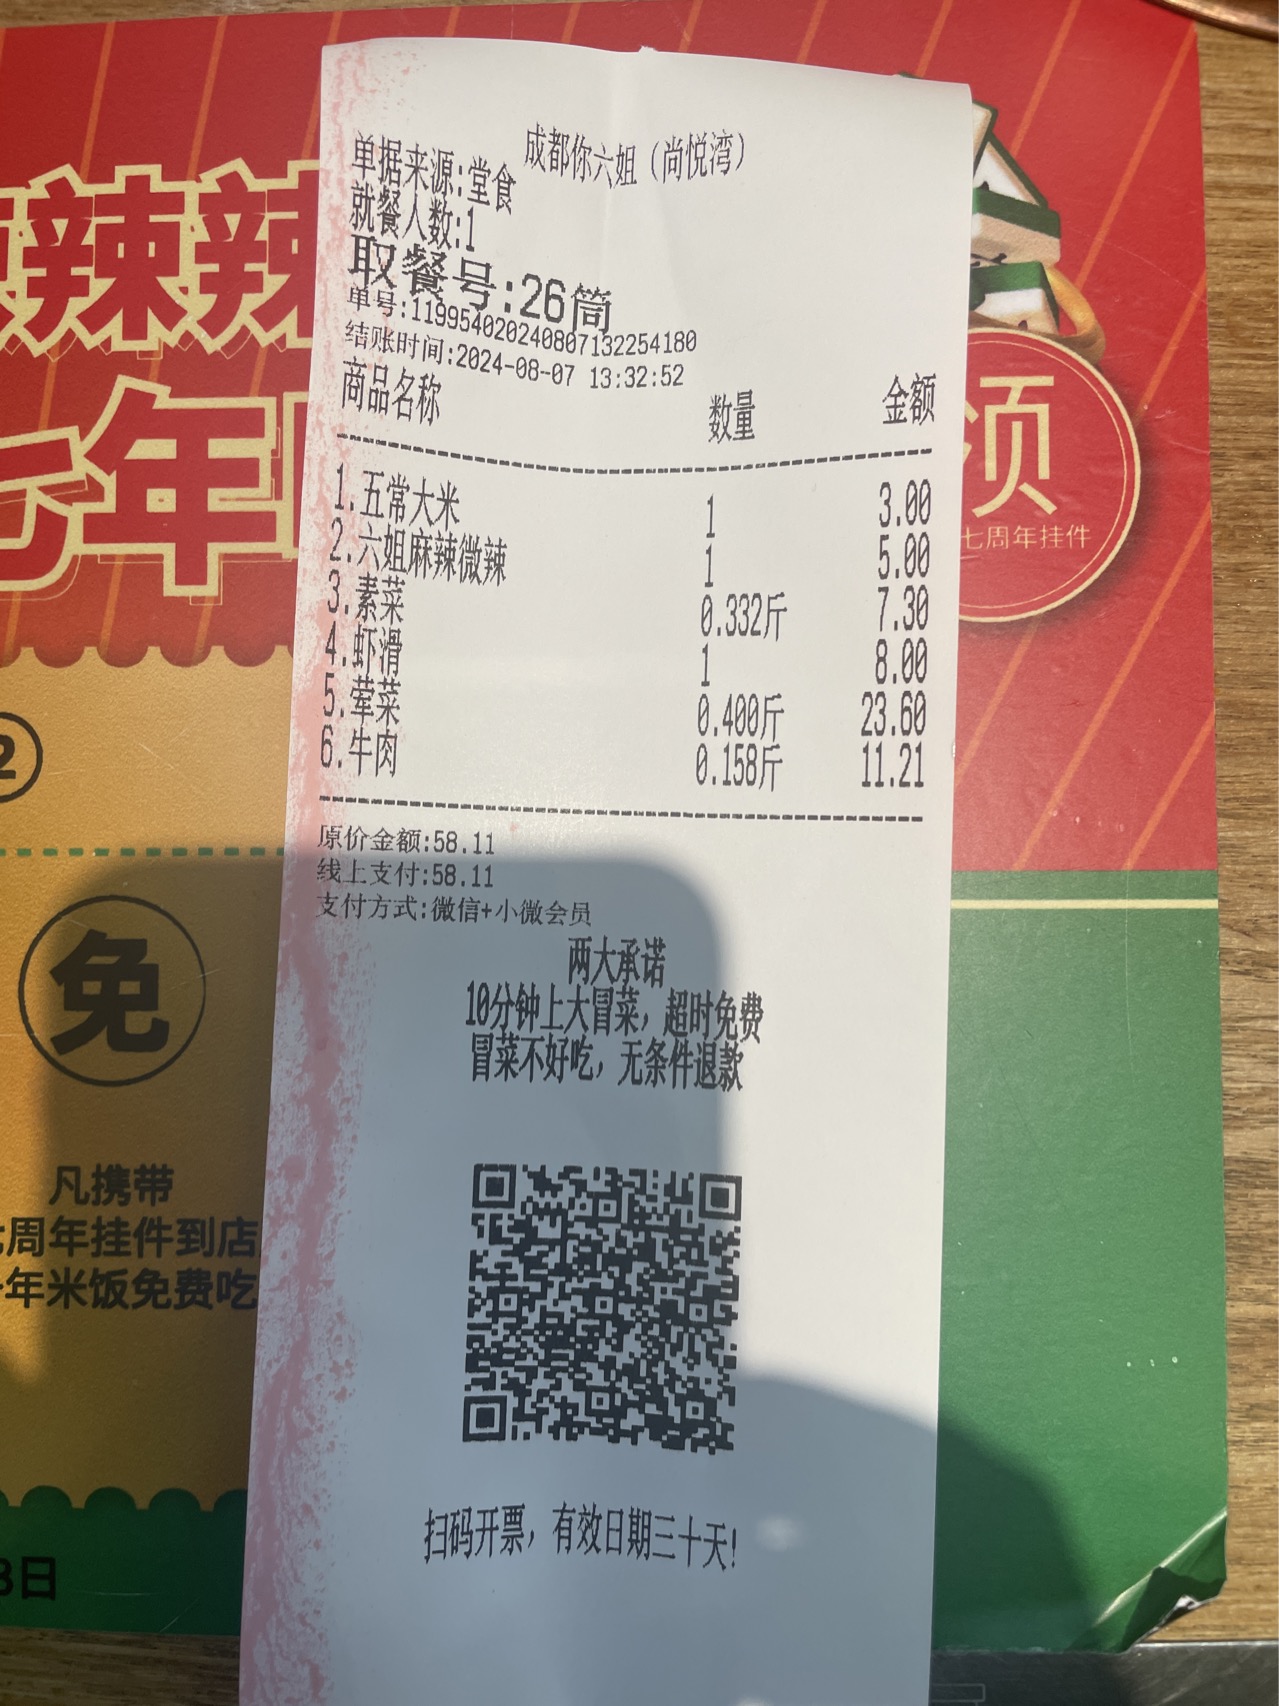 成都你六姐（尚悦湾）
单据来源:堂食
就餐人数:1
取餐号:26筒
单号:11995402024080713225​4180
结账时间:2024-08-07 13:32:52
商品名称 数量 金额
1.五常大米 1 3.00
2.六姐麻辣微辣 1 5.00
3.素菜 0.332斤 7.30
4.虾滑 1 8.00
5.荤菜 0.400斤 23.60
6.牛肉 0.158斤 11.21
原价金额:58.11
线上支付:58.11
支付方式:微信+小微会员
两大承诺
10分钟上大冒菜，超时免费
冒菜不好吃，无条件退款
扫码开票，有效日期三十天!
辣辣
七年
2
免
凡携带
周年挂件到店
年米饭免费吃
8日
须
七周年挂件